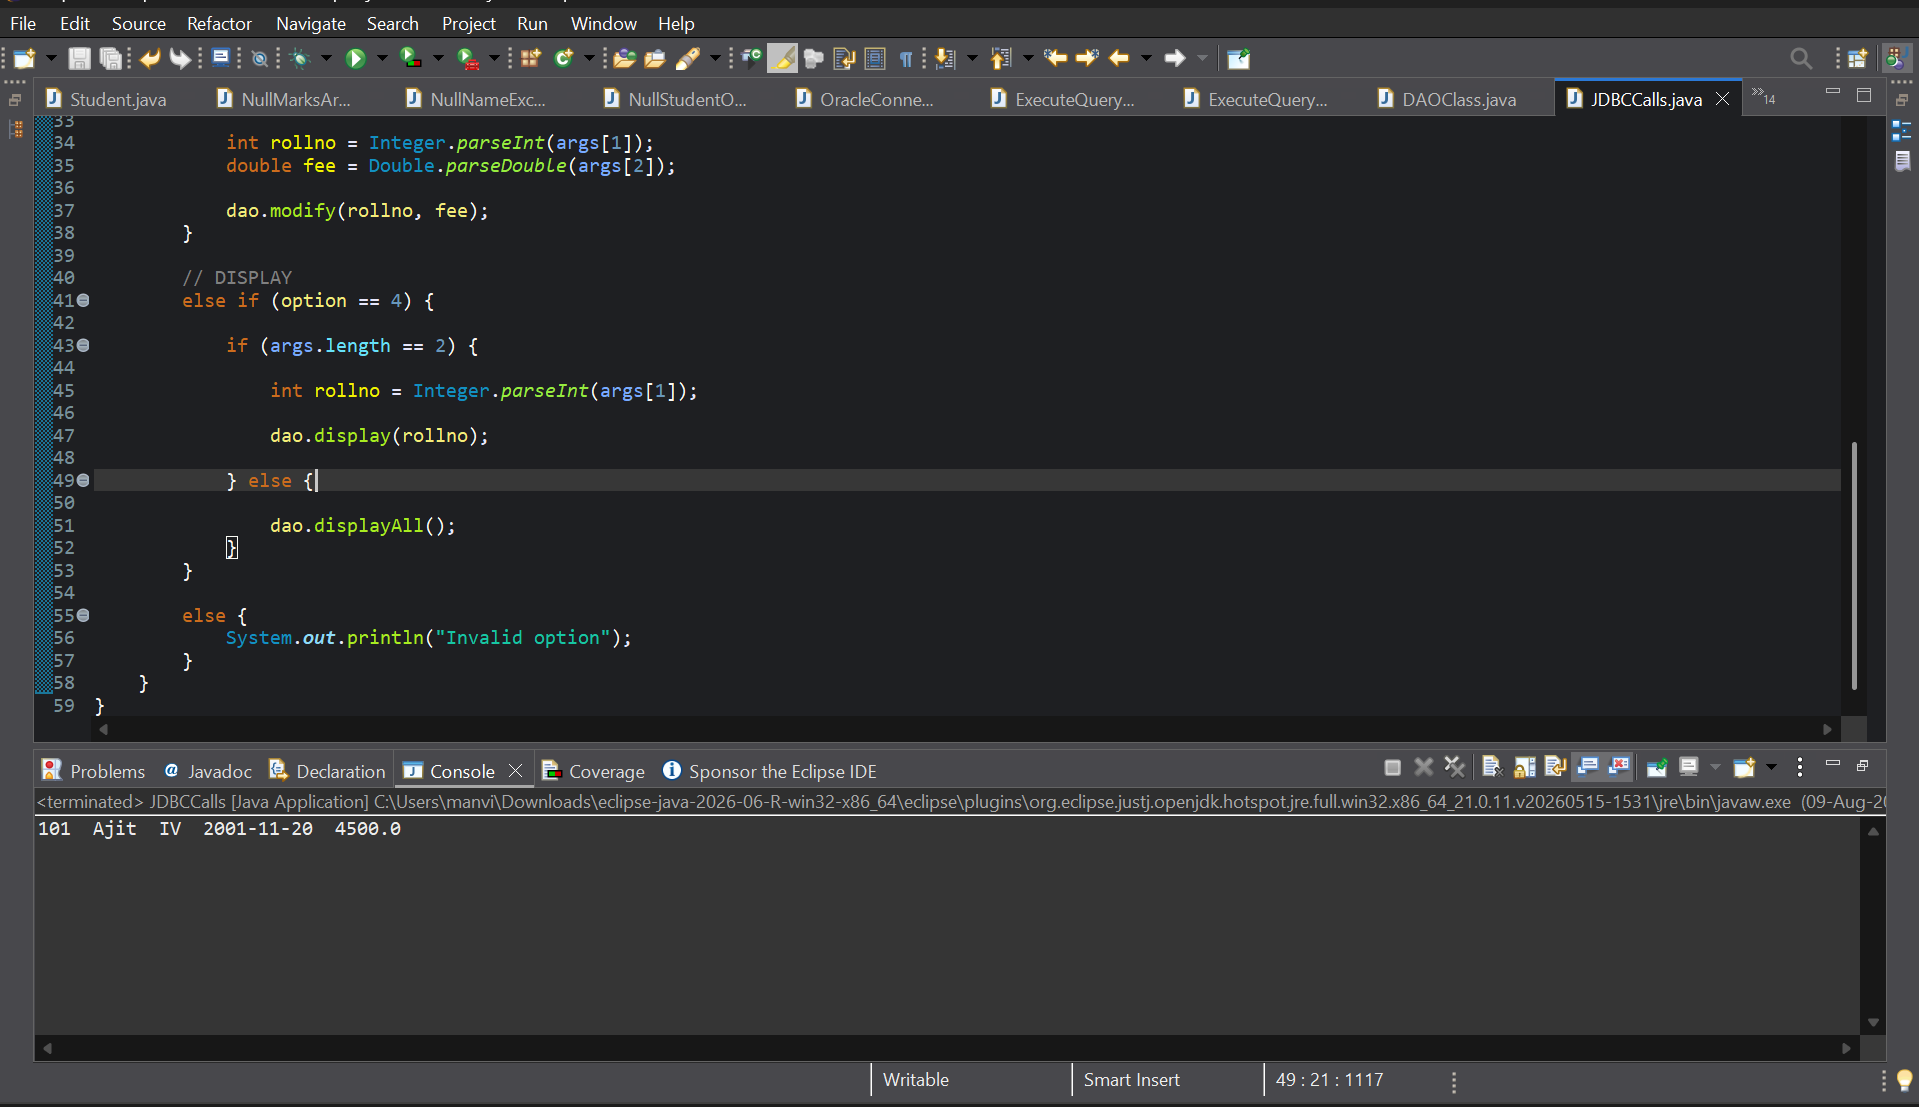 File Edit Source Refactor Navigate Search Project Run Window Help
Student.java NullMarksAr... NullNameExc... NullStudentO... OracleConne... ExecuteQuery... ExecuteQuery... DAOClass.java JDBCCalls.java »14
33
34 int rollno = Integer.parseInt(args[1]);
35 double fee = Double.parseDouble(args[2]);
36
37 dao.modify(rollno, fee);
38 }
39
40 // DISPLAY
41 else if (option == 4) {
42
43 if (args.length == 2) {
44
45 int rollno = Integer.parseInt(args[1]);
46
47 dao.display(rollno);
48
49 } else {
50
51 dao.displayAll();
52 }
53 }
54
55 else {
56 System.out.println("Invalid option");
57 }
58 }
59 }
Problems Javadoc Declaration Console Coverage Sponsor the Eclipse IDE
<terminated> JDBCCalls [Java Application] C:\Users\manvi\Downloads\eclipse-java-2026-06-R-win32-x86_64\eclipse\plugins\org.eclipse.justj.openjdk.hotspot.jre.full.win32.x86_64_21.0.11.v20260515-1531\jre\bin\javaw.exe (09-Aug-20
101 Ajit IV 2001-11-20 4500.0
Writable Smart Insert 49 : 21 : 1117